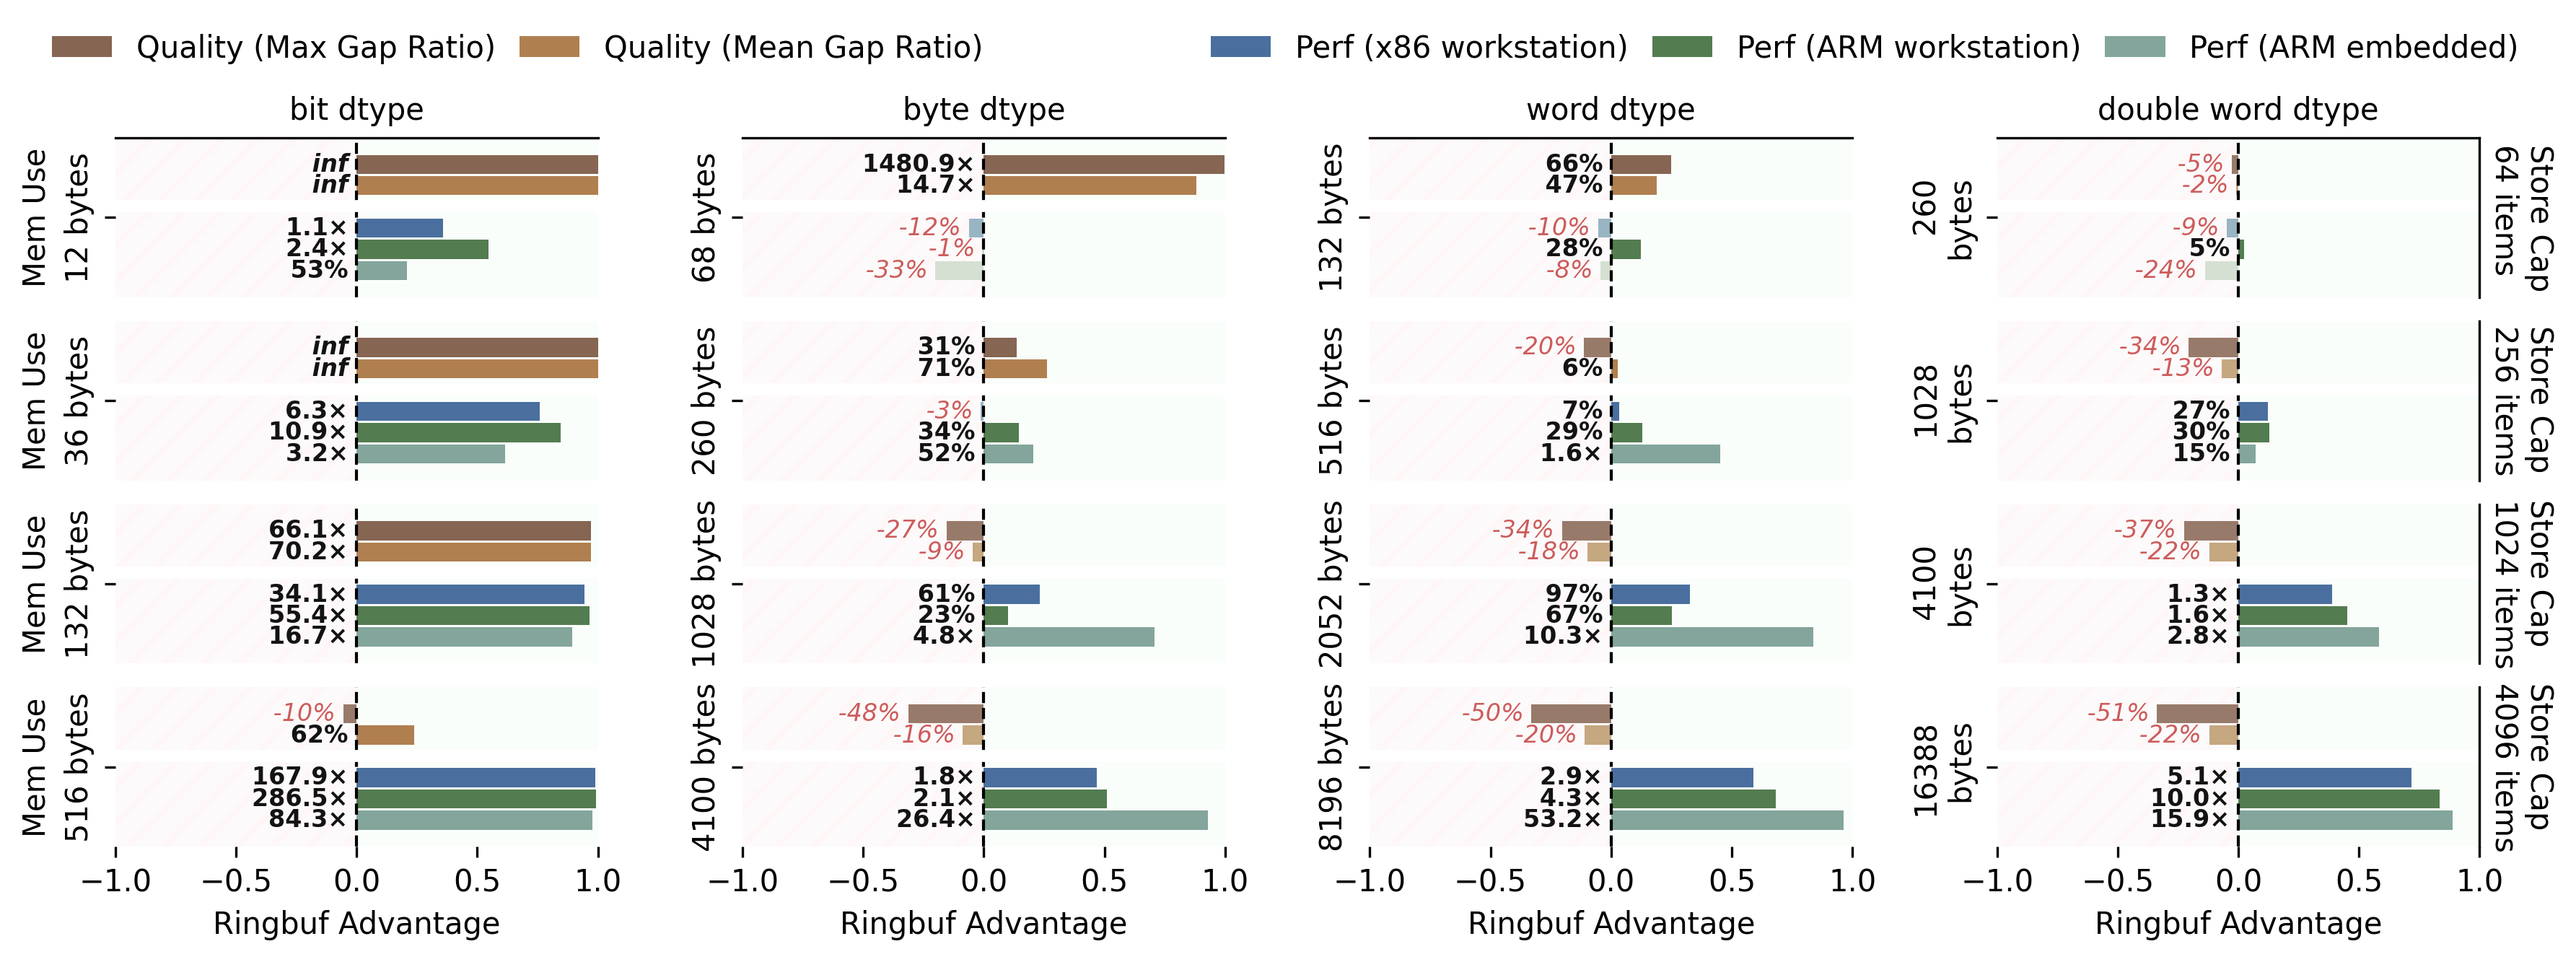 Quality (Max Gap Ratio) Quality (Mean Gap Ratio) Perf (x86 workstation) Perf (ARM workstation) Perf (ARM embedded)
bit dtype byte dtype word dtype double word dtype
Mem Use
12 bytes
inf
inf
1.1×
2.4×
53%
68 bytes
1480.9×
14.7×
-12%
-1%
-33%
132 bytes
66%
47%
-10%
28%
-8%
260
bytes
-5%
-2%
-9%
5%
-24%
Store Cap
64 items
Mem Use
36 bytes
inf
inf
6.3×
10.9×
3.2×
260 bytes
31%
71%
-3%
34%
52%
516 bytes
-20%
6%
7%
29%
1.6×
1028
bytes
-34%
-13%
27%
30%
15%
Store Cap
256 items
Mem Use
132 bytes
66.1×
70.2×
34.1×
55.4×
16.7×
1028 bytes
-27%
-9%
61%
23%
4.8×
2052 bytes
-34%
-18%
97%
67%
10.3×
4100
bytes
-37%
-22%
1.3×
1.6×
2.8×
Store Cap
1024 items
Mem Use
516 bytes
-10%
62%
167.9×
286.5×
84.3×
4100 bytes
-48%
-16%
1.8×
2.1×
26.4×
8196 bytes
-50%
-20%
2.9×
4.3×
53.2×
16388
bytes
-51%
-22%
5.1×
10.0×
15.9×
Store Cap
4096 items
−1.0 −0.5 0.0 0.5 1.0 −1.0 −0.5 0.0 0.5 1.0 −1.0 −0.5 0.0 0.5 1.0 −1.0 −0.5 0.0 0.5 1.0
Ringbuf Advantage Ringbuf Advantage Ringbuf Advantage Ringbuf Advantage